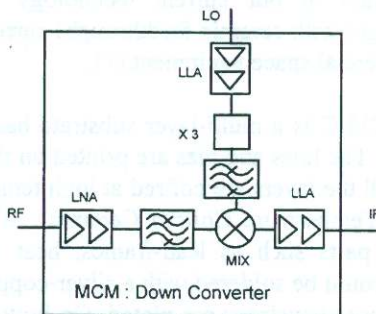 LO
LLA
X 3
RF
LNA
LLA
IF
MIX
MCM : Down Converter